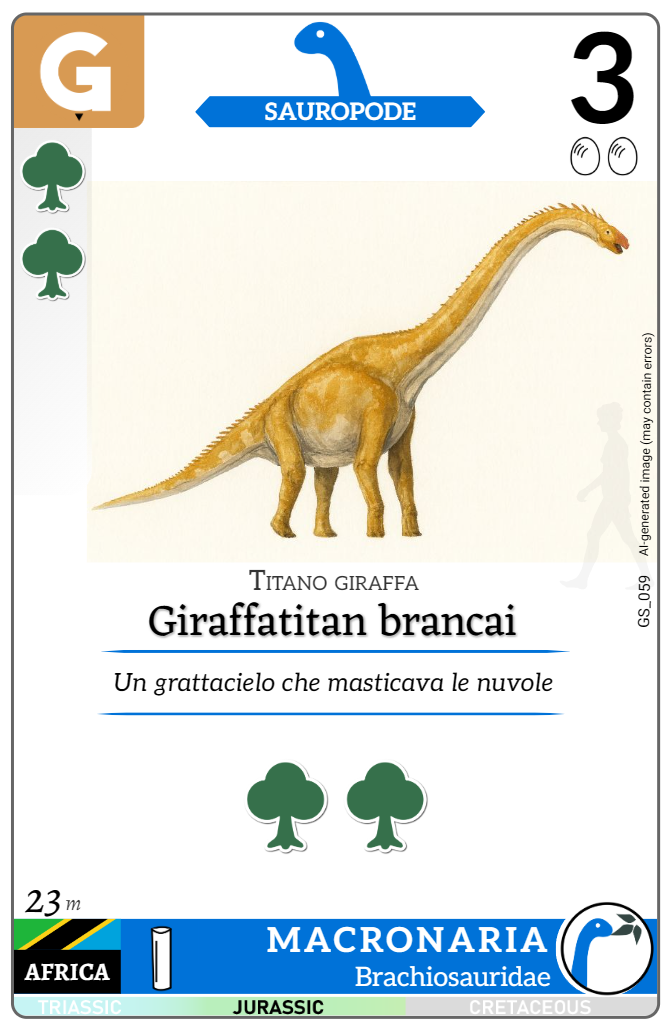 G
SAUROPODE
3
AI-generated image (may contain errors)
GS_059
TITANO GIRAFFA
Giraffatitan brancai
Un grattacielo che masticava le nuvole
23 m
AFRICA
MACRONARIA
Brachiosauridae
TRIASSIC
JURASSIC
CRETACEOUS